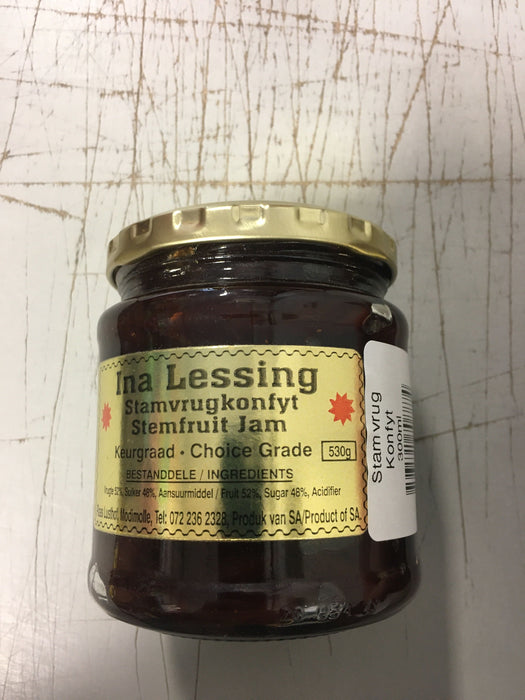 Ina Lessing
Stamvrugkonfyt
Stemfruit Jam
Keurgraad • Choice Grade 530g
BESTANDDELE / INGREDIENTS
52%, Suiker 48%, Aansuurmiddel / Fruit 52%, Sugar 48%, Acidifier
Lusthof, Modimolle, Tel: 072 236 2328, Produk van SA/Product of SA.
Stamvrug
Konfyt
300ml